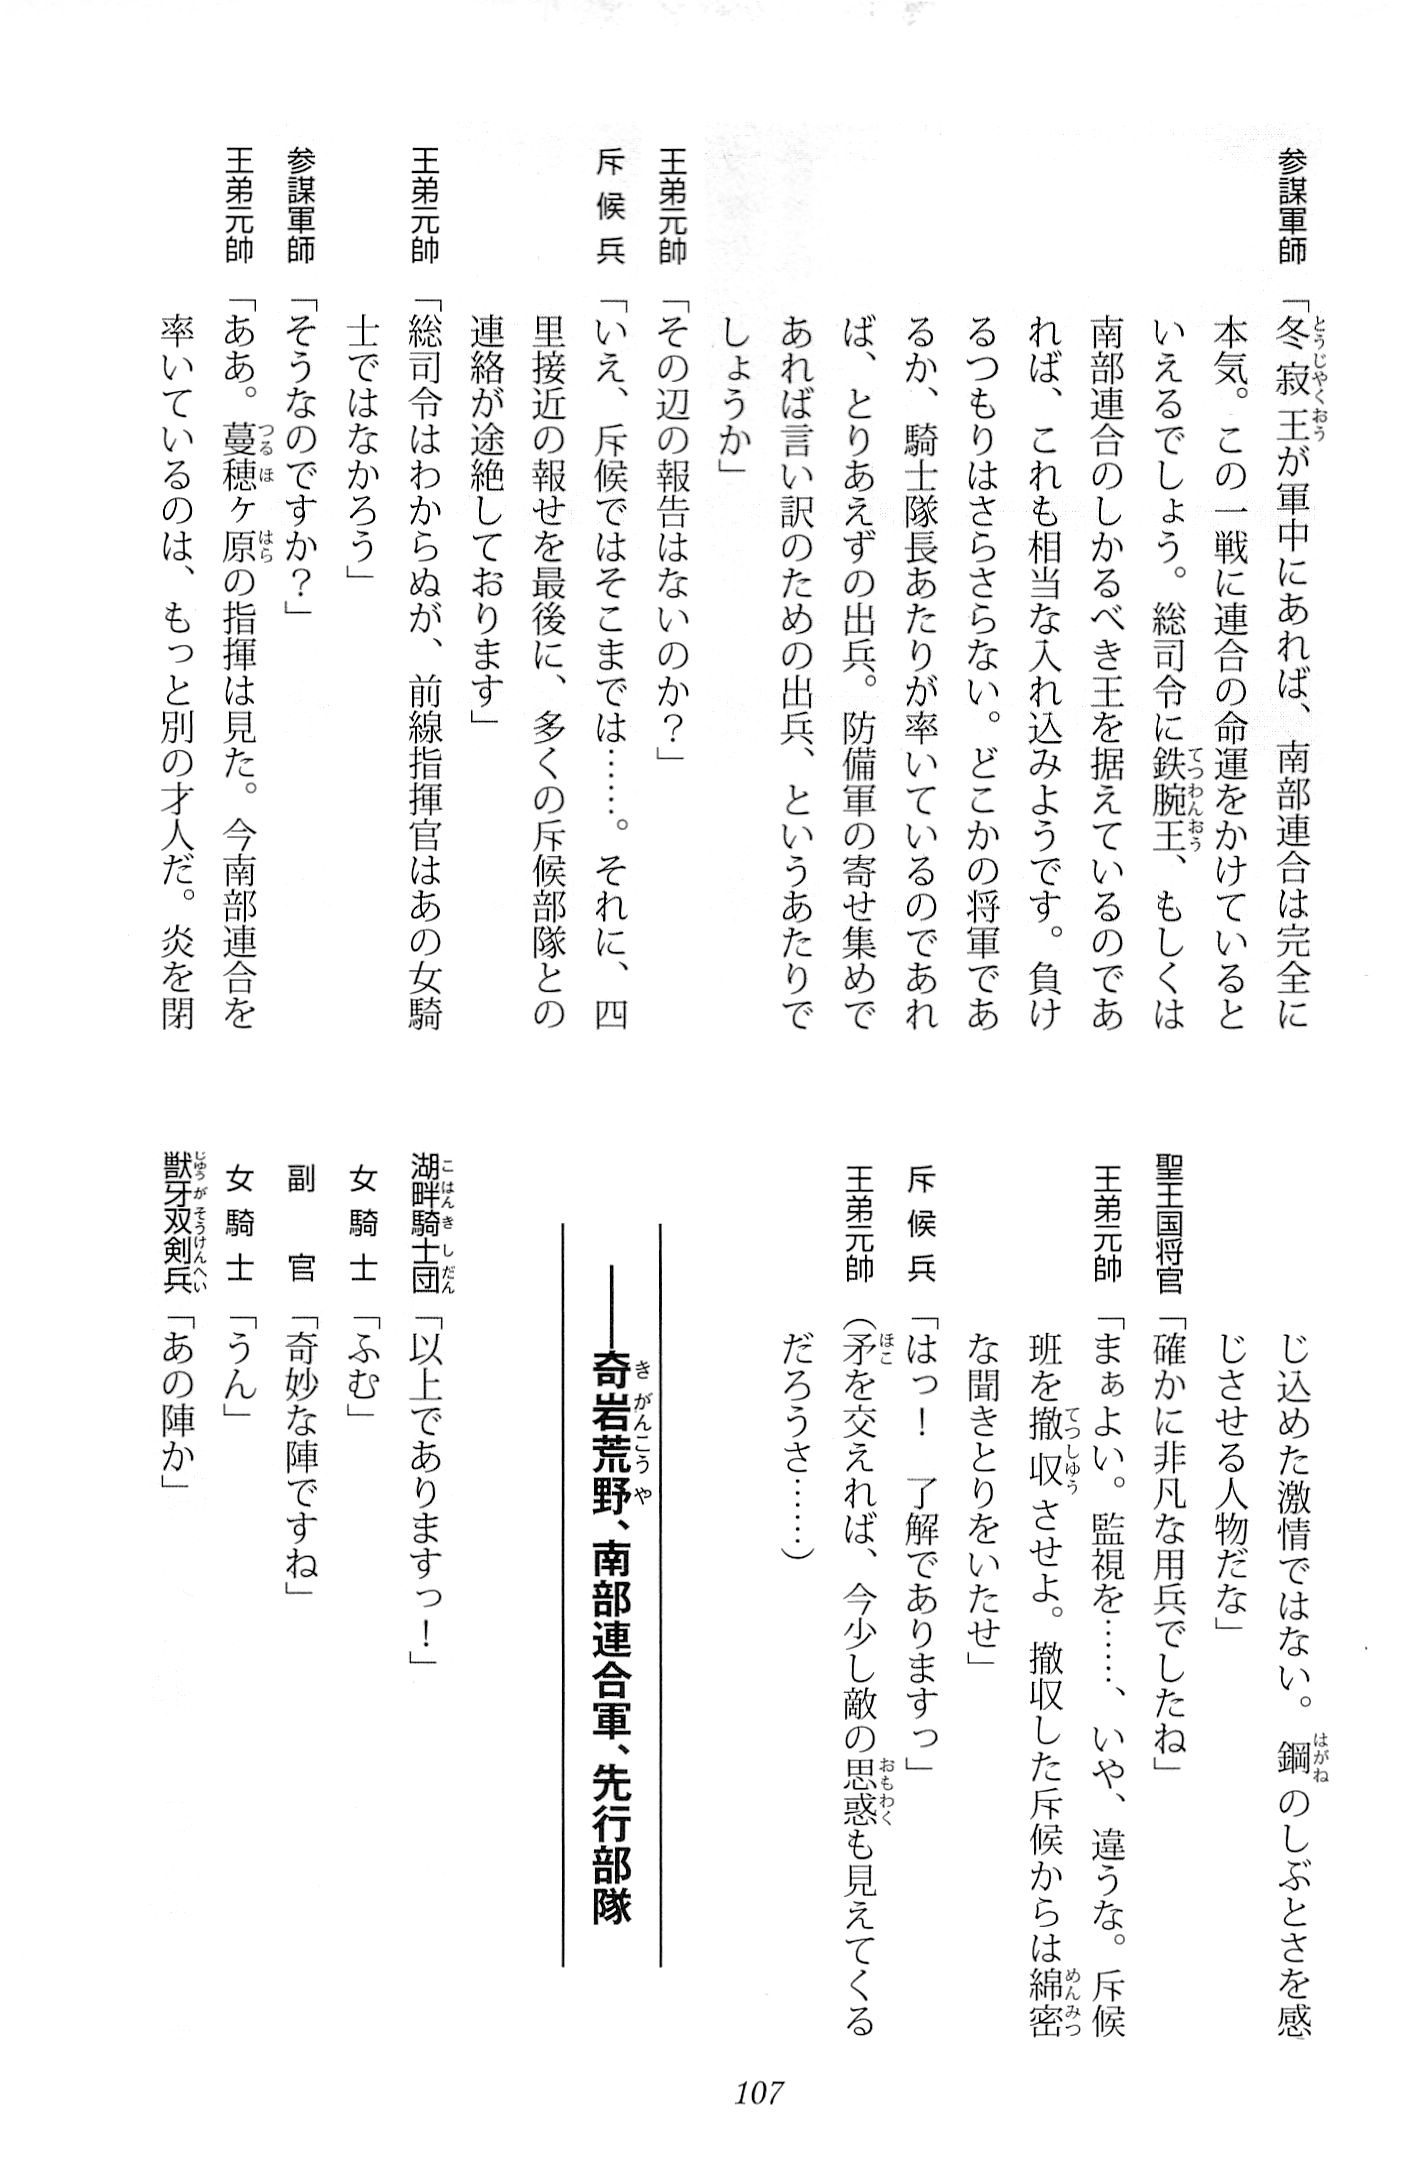 参謀軍師「冬寂王が軍中にあれば、南部連合は完全に
本気。この一戦に連合の命運をかけていると
いえるでしょう。総司令に鉄腕王、もしくは
南部連合のしかるべき王を据えているのであ
れば、これも相当な入れ込みようです。負け
るつもりはさらさらない。どこかの将軍であ
るか、騎士隊長あたりが率いているのであれ
ば、とりあえずの出兵。防備軍の寄せ集めで
あれば言い訳のための出兵、というあたりで
しょうか」
王弟元帥「その辺の報告はないのか？」
斥候兵「いえ、斥候ではそこまでは……。それに、四
里接近の報せを最後に、多くの斥候部隊との
連絡が途絶しております」
王弟元帥「総司令はわからぬが、前線指揮官はあの女騎
士ではなかろう」
参謀軍師「そうなのですか？」
王弟元帥「ああ。蔓穂ヶ原の指揮は見た。今南部連合を
率いているのは、もっと別の才人だ。炎を閉
じ込めた激情ではない。鋼のしぶとさを感
じさせる人物だな」
聖王国将官「確かに非凡な用兵でしたね」
王弟元帥「まぁよい。監視を……、いや、違うな。斥候
班を撤収させよ。撤収した斥候からは綿密
な聞きとりをいたせ」
斥候兵「はっ！　了解でありますっ」
王弟元帥（矛を交えれば、今少し敵の思惑も見えてくる
だろうさ……）
――奇岩荒野、南部連合軍、先行部隊
湖畔騎士団「以上でありますっ！」
女騎士「ふむ」
副官「奇妙な陣ですね」
女騎士「うん」
獣牙双剣兵「あの陣か」
107